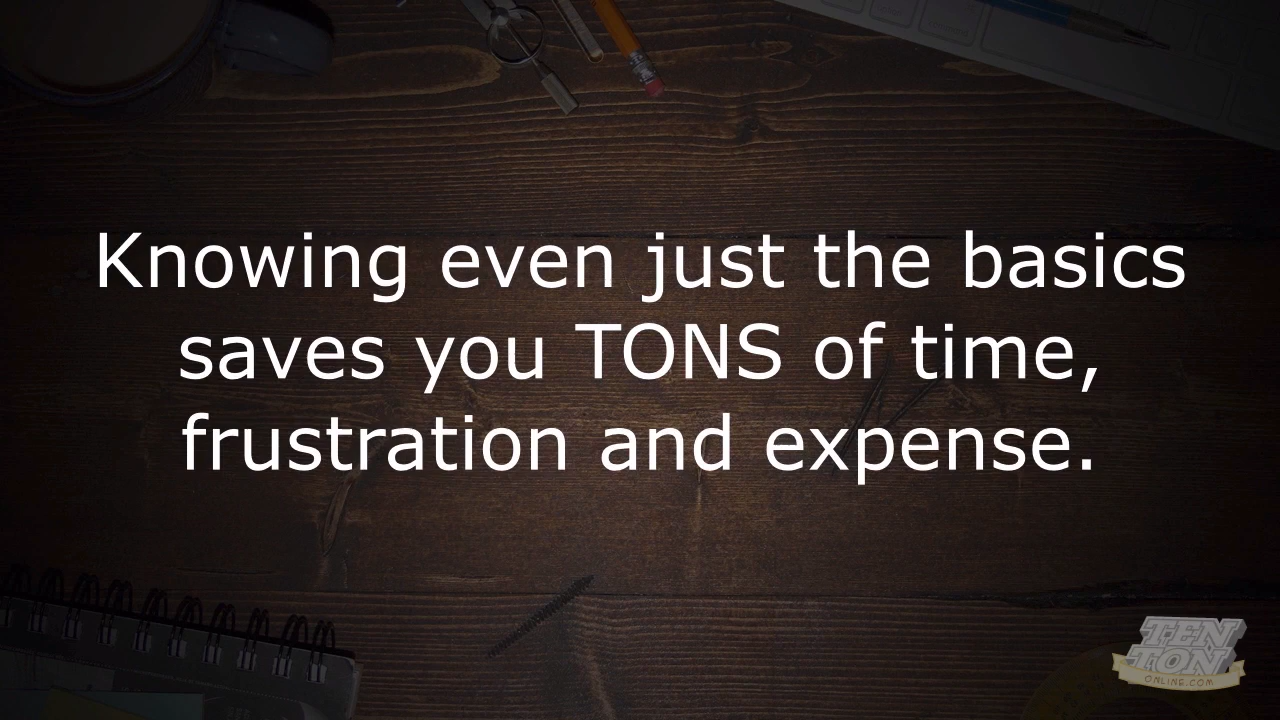 Knowing even just the basics
saves you TONS of time,
frustration and expense.
TEN
TON
ONLINE.COM